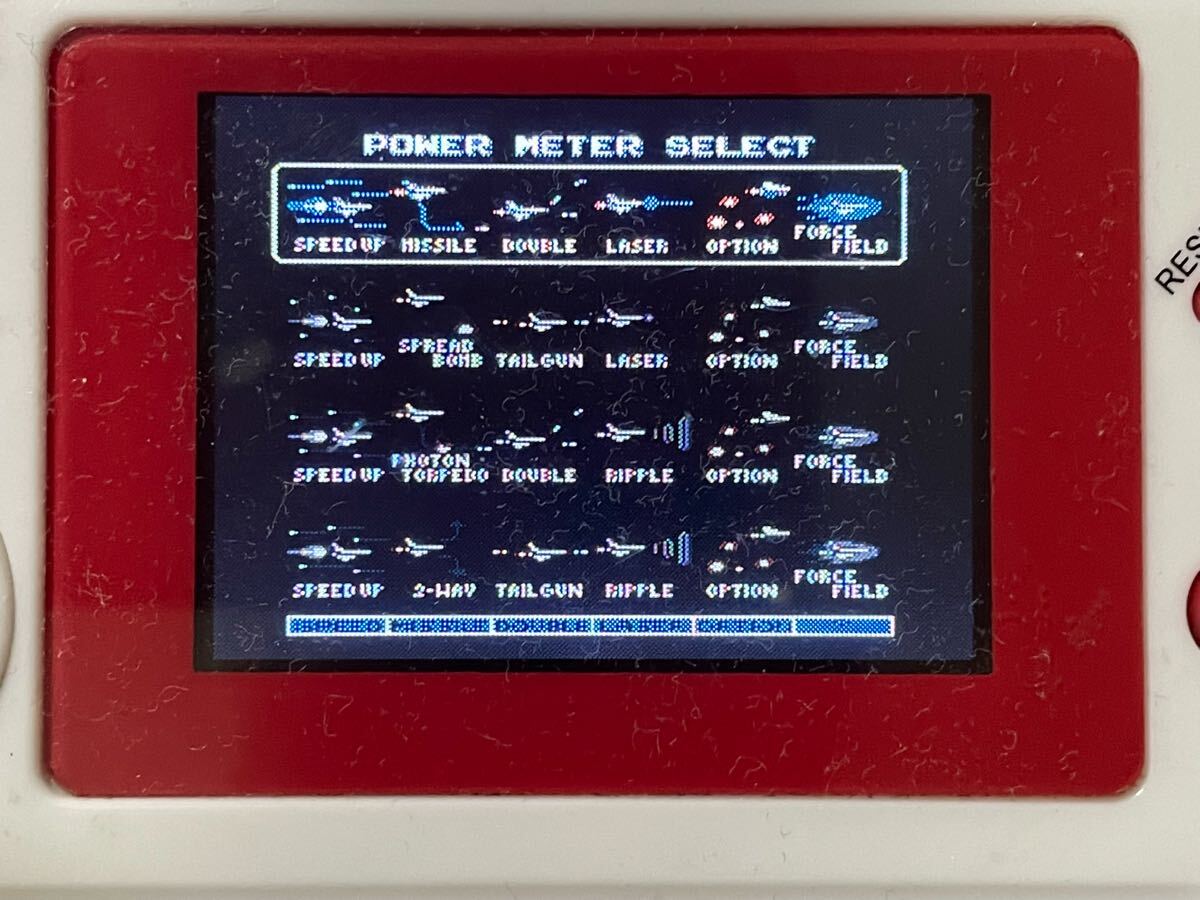 POWER METER SELECT
SPEED UP MISSILE DOUBLE LASER OPTION FORCE FIELD
SPEED UP SPREAD BOMB TAILGUN LASER OPTION FORCE FIELD
SPEED UP PHOTON TORPEDO DOUBLE RIPPLE OPTION FORCE FIELD
SPEED UP 2-WAY TAILGUN RIPPLE OPTION FORCE FIELD